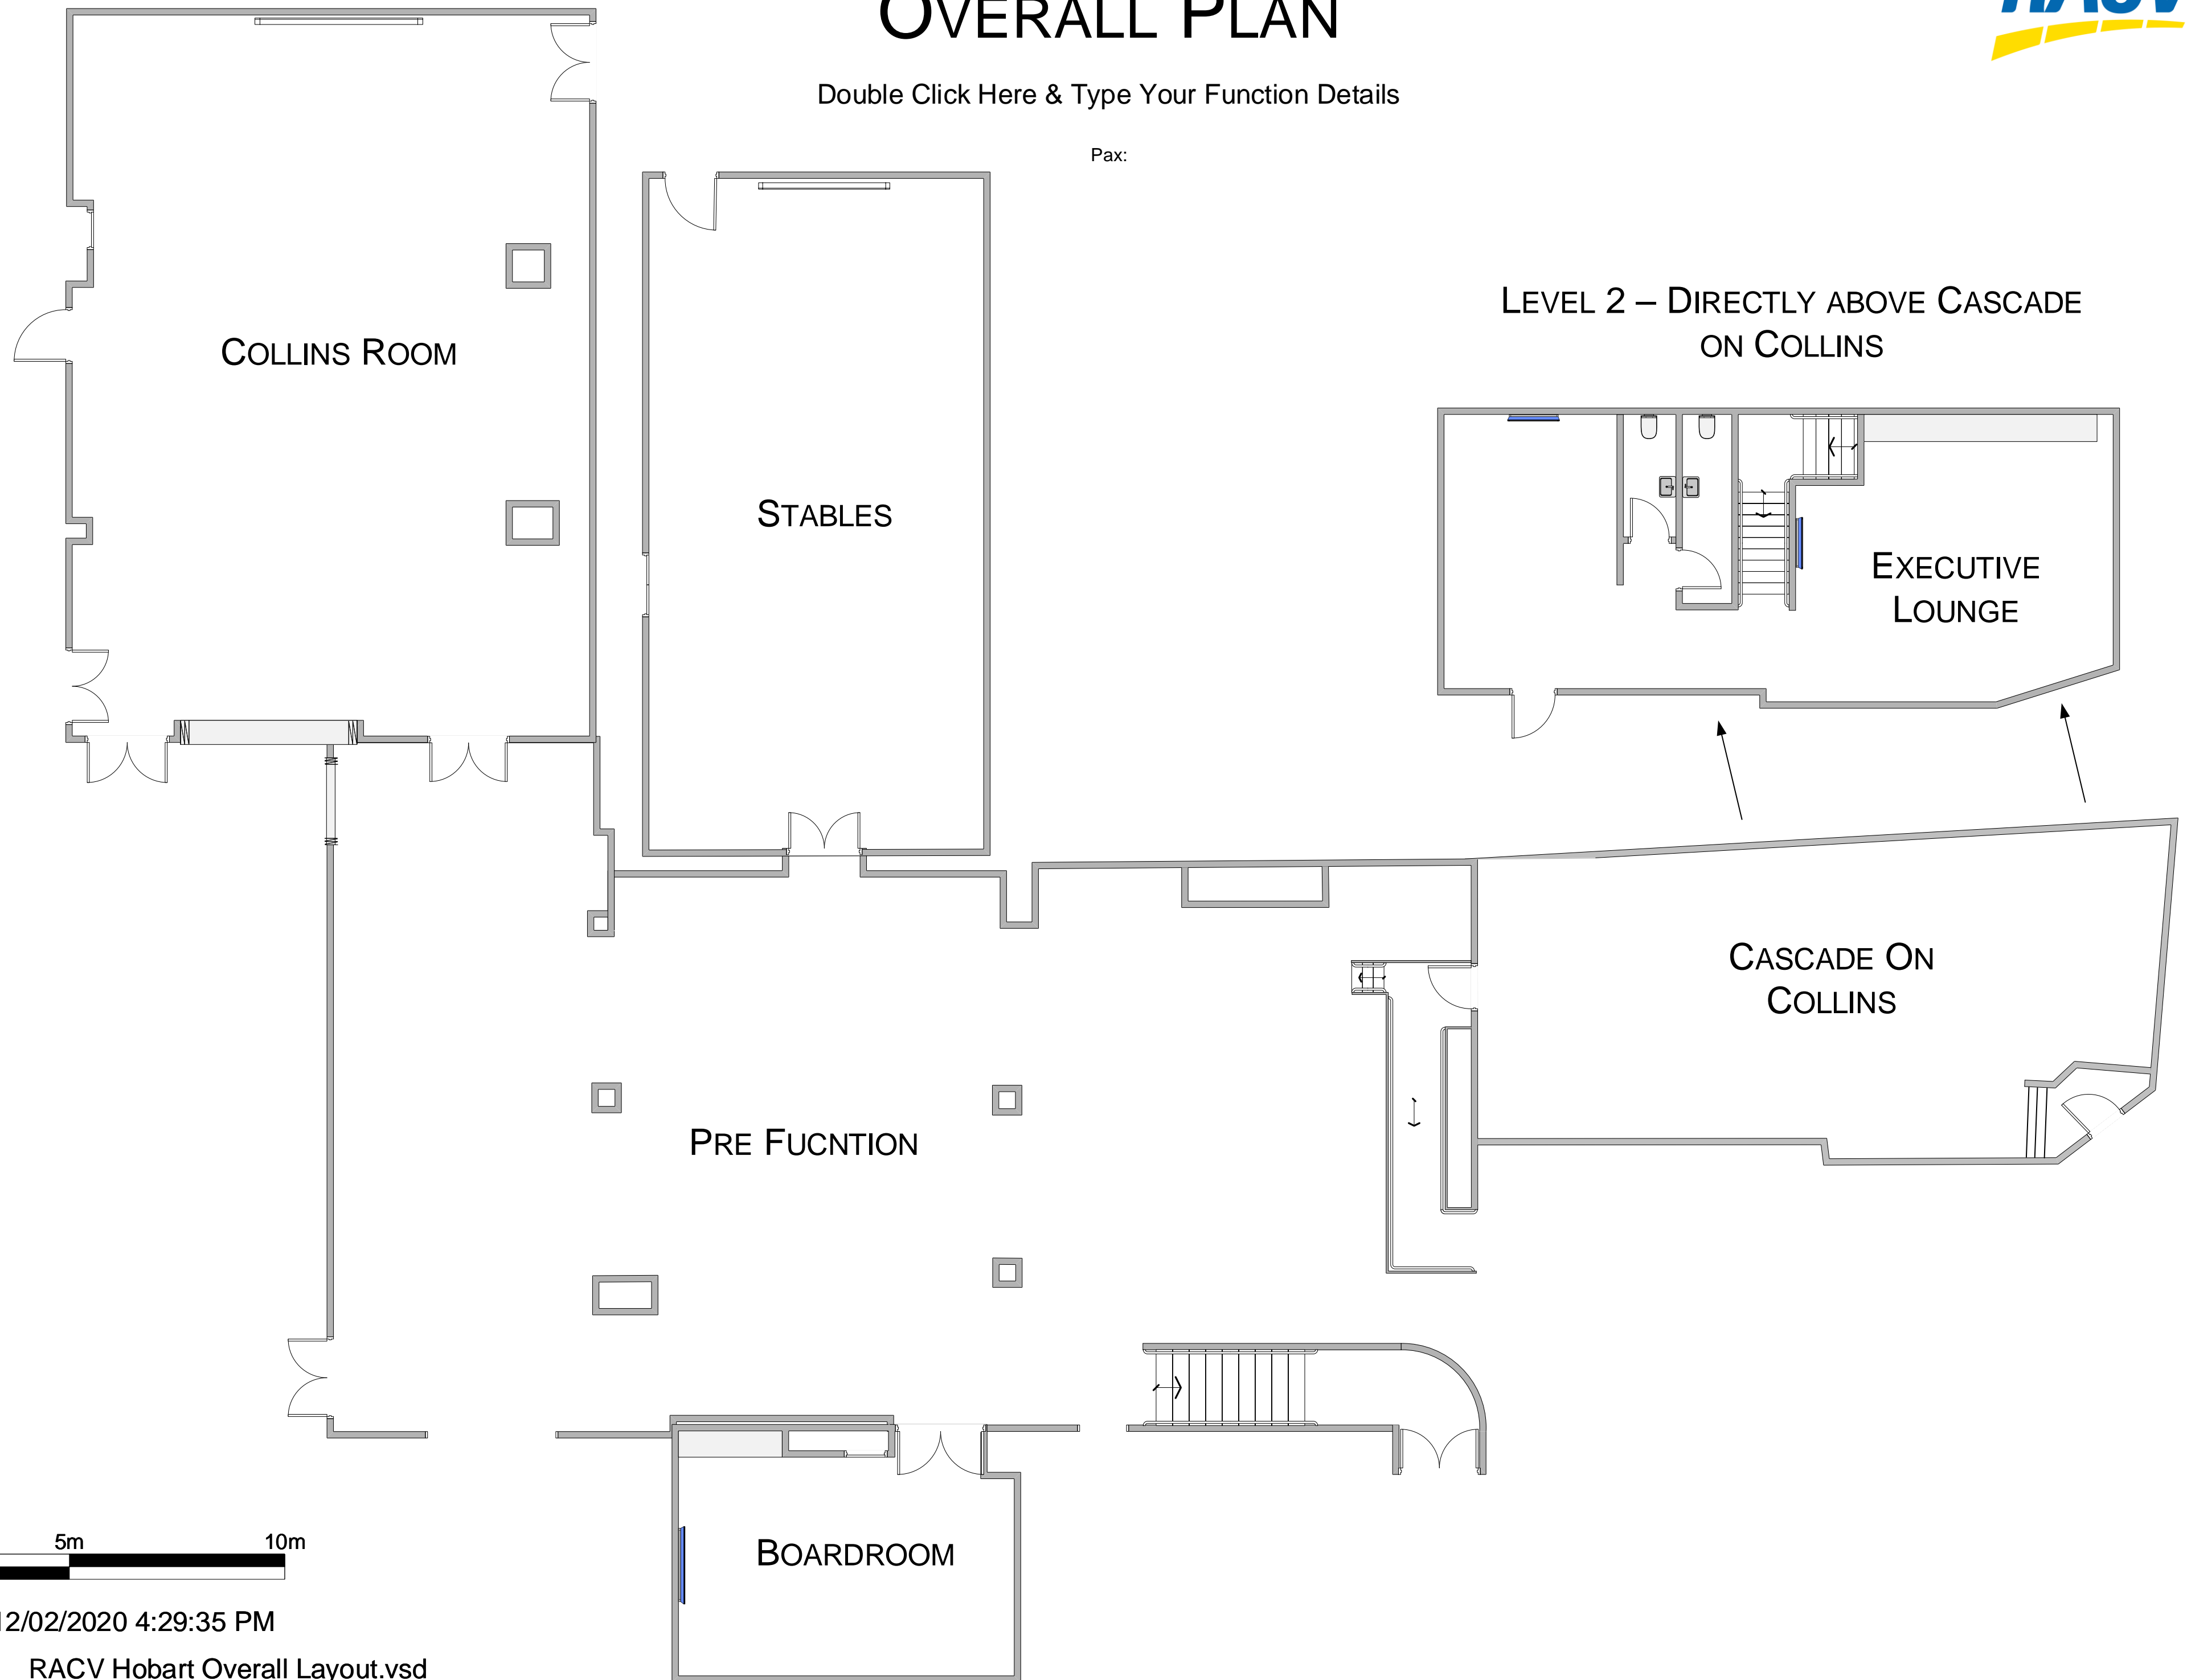 OVERALL PLAN
RACV
Double Click Here & Type Your Function Details
Pax:
LEVEL 2 – DIRECTLY ABOVE CASCADE
ON COLLINS
COLLINS ROOM
STABLES
EXECUTIVE
LOUNGE
CASCADE ON
COLLINS
PRE FUCNTION
BOARDROOM
5m 10m
12/02/2020 4:29:35 PM
RACV Hobart Overall Layout.vsd